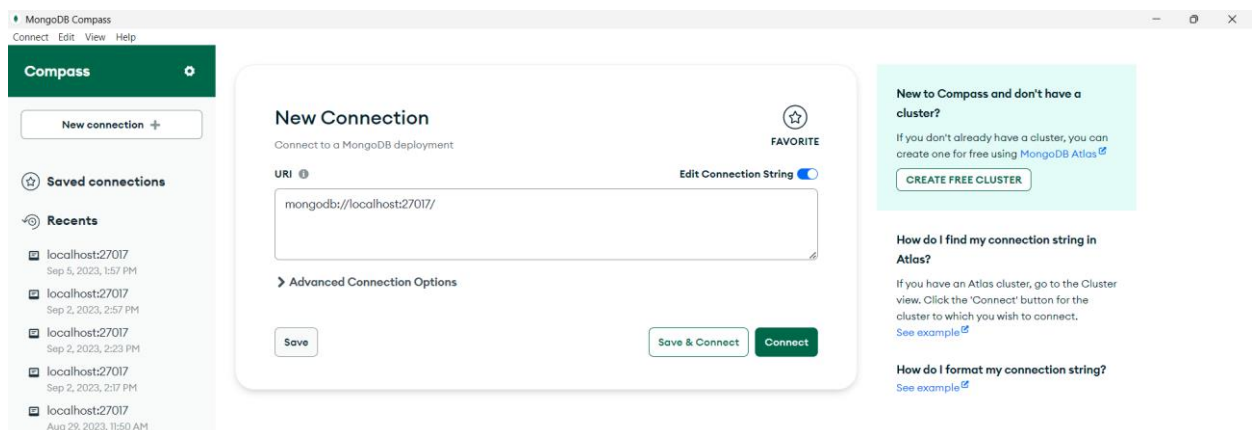 MongoDB Compass
Connect Edit View Help
Compass
New connection +
Saved connections
Recents
localhost:27017
Sep 5, 2023, 1:57 PM
localhost:27017
Sep 2, 2023, 2:57 PM
localhost:27017
Sep 2, 2023, 2:23 PM
localhost:27017
Sep 2, 2023, 2:17 PM
localhost:27017
Aug 29, 2023, 11:50 AM
New Connection
Connect to a MongoDB deployment
FAVORITE
URI
Edit Connection String
mongodb://localhost:27017/
Advanced Connection Options
Save
Save & Connect
Connect
New to Compass and don't have a
cluster?
If you don't already have a cluster, you can
create one for free using MongoDB Atlas
CREATE FREE CLUSTER
How do I find my connection string in
Atlas?
If you have an Atlas cluster, go to the Cluster
view. Click the 'Connect' button for the
cluster to which you wish to connect.
See example
How do I format my connection string?
See example